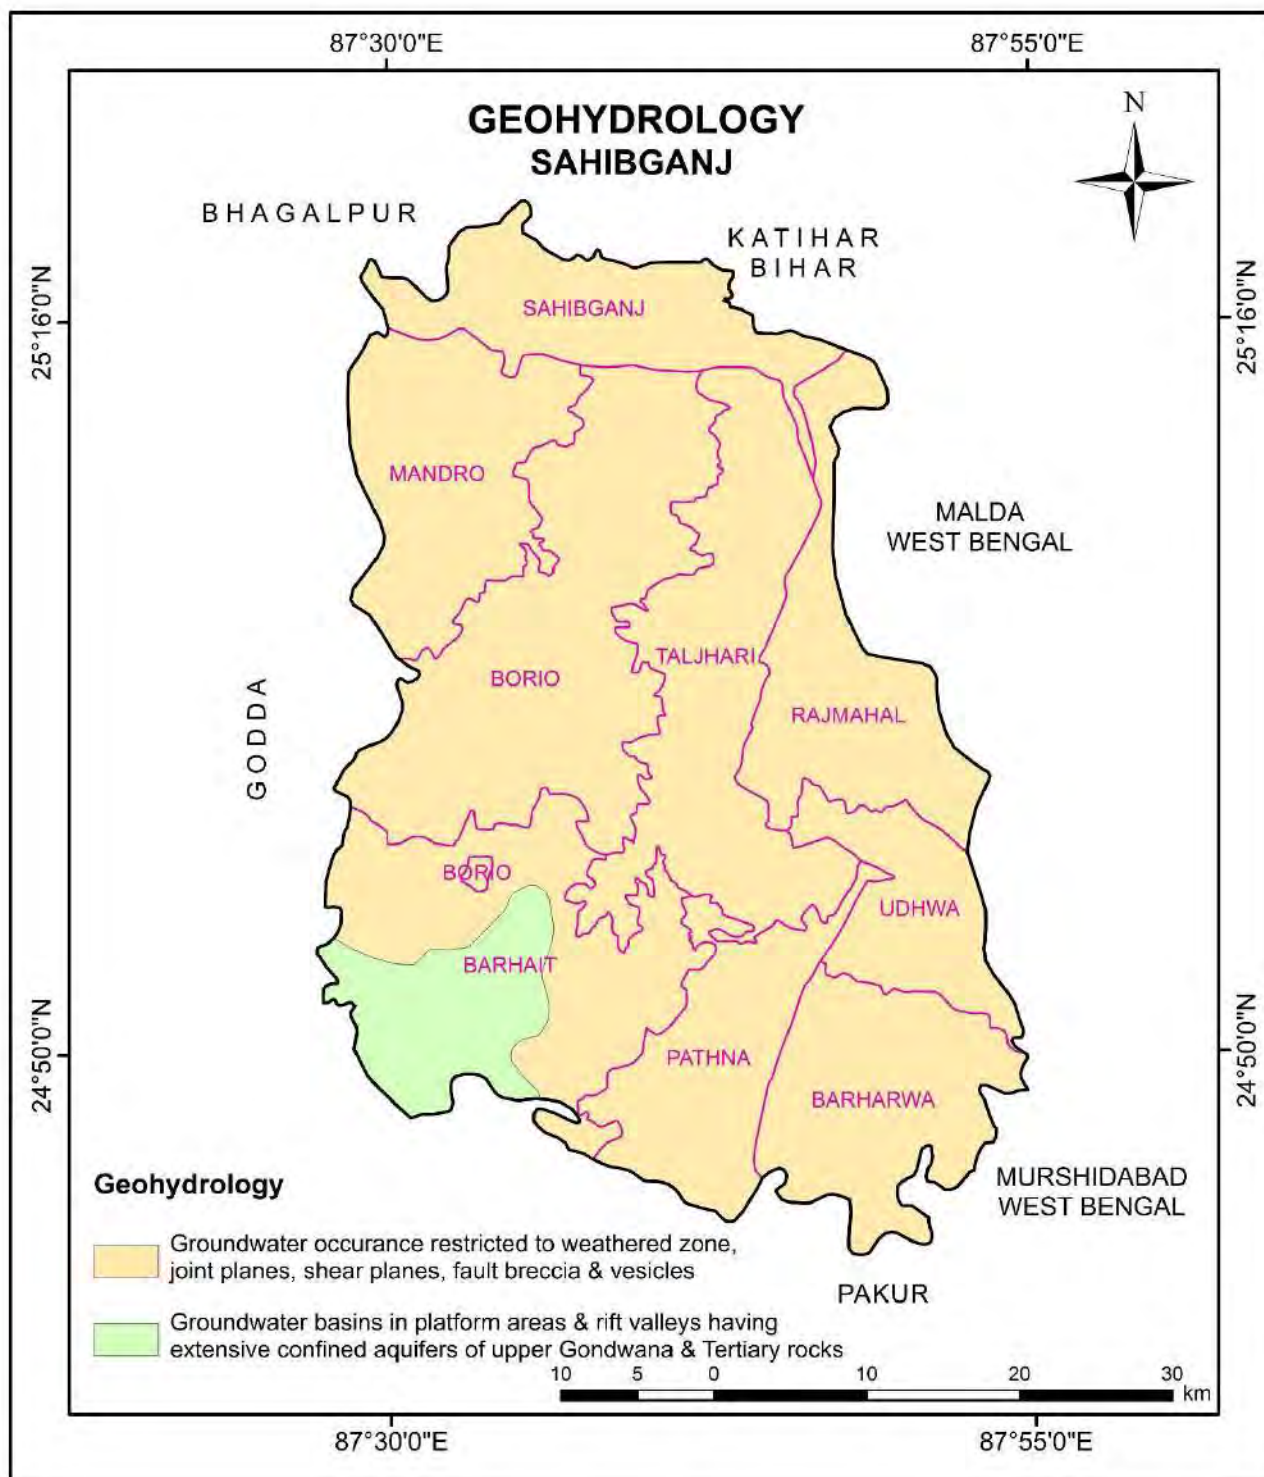 87°30'0"E
87°55'0"E
GEOHYDROLOGY
SAHIBGANJ
N
BHAGALPUR
KATIHAR
BIHAR
25°16'0"N
25°16'0"N
SAHIBGANJ
MANDRO
MALDA
WEST BENGAL
TALJHARI
BORIO
GODDA
RAJMAHAL
BORIO
UDHWA
BARHAIT
24°50'0"N
24°50'0"N
PATHNA
BARHARWA
MURSHIDABAD
WEST BENGAL
PAKUR
Geohydrology
Groundwater occurance restricted to weathered zone,
joint planes, shear planes, fault breccia & vesicles
Groundwater basins in platform areas & rift valleys having
extensive confined aquifers of upper Gondwana & Tertiary rocks
10 5 0 10 20 30
km
87°30'0"E
87°55'0"E